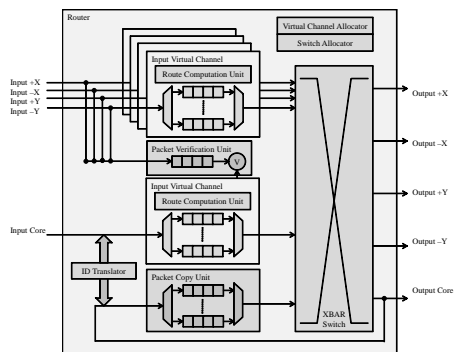 Router
Virtual Channel Allocator
Switch Allocator
Input Virtual Channel
Route Computation Unit
Input +X
Input –X
Input +Y
Input –Y
Packet Verification Unit
V
Input Virtual Channel
Route Computation Unit
Input Core
ID Translator
Packet Copy Unit
XBAR
Switch
Output +X
Output –X
Output +Y
Output –Y
Output Core